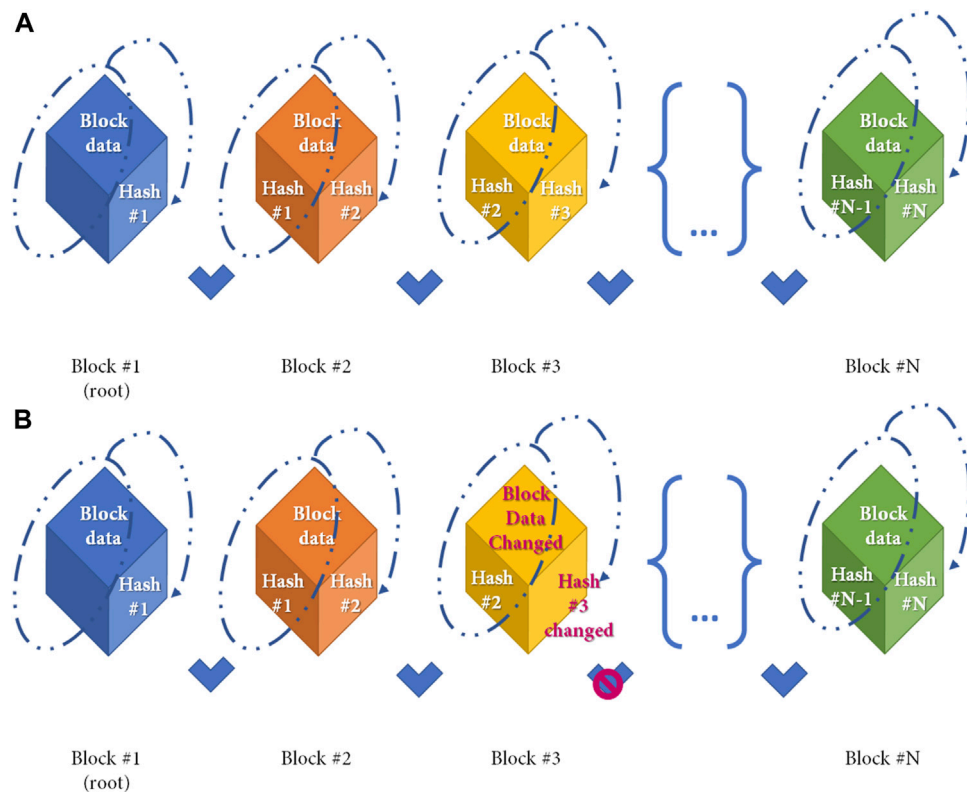 A
Block
data
Hash
#1
Block
data
Hash
#1
Hash
#2
Block
data
Hash
#2
Hash
#3
...
Block
data
Hash
#N-1
Hash
#N
Block #1
(root)
Block #2
Block #3
Block #N
B
Block
data
Hash
#1
Block
data
Hash
#1
Hash
#2
Block
Data
Changed
Hash
#2
Hash
#3
changed
...
Block
data
Hash
#N-1
Hash
#N
Block #1
(root)
Block #2
Block #3
Block #N